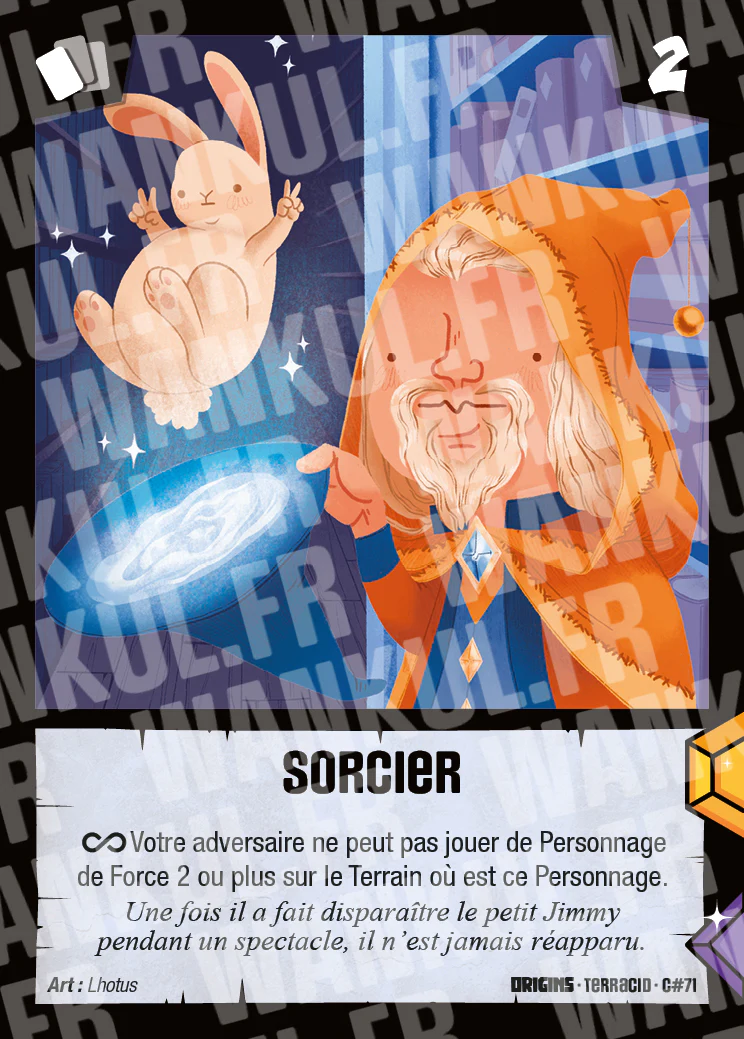 2
SORCIER
∞ Votre adversaire ne peut pas jouer de Personnage
de Force 2 ou plus sur le Terrain où est ce Personnage.
Une fois il a fait disparaître le petit Jimmy
pendant un spectacle, il n'est jamais réapparu.
Art : Lhotus
ORIGINS · TERRACID · C#71
WANKUL.FR